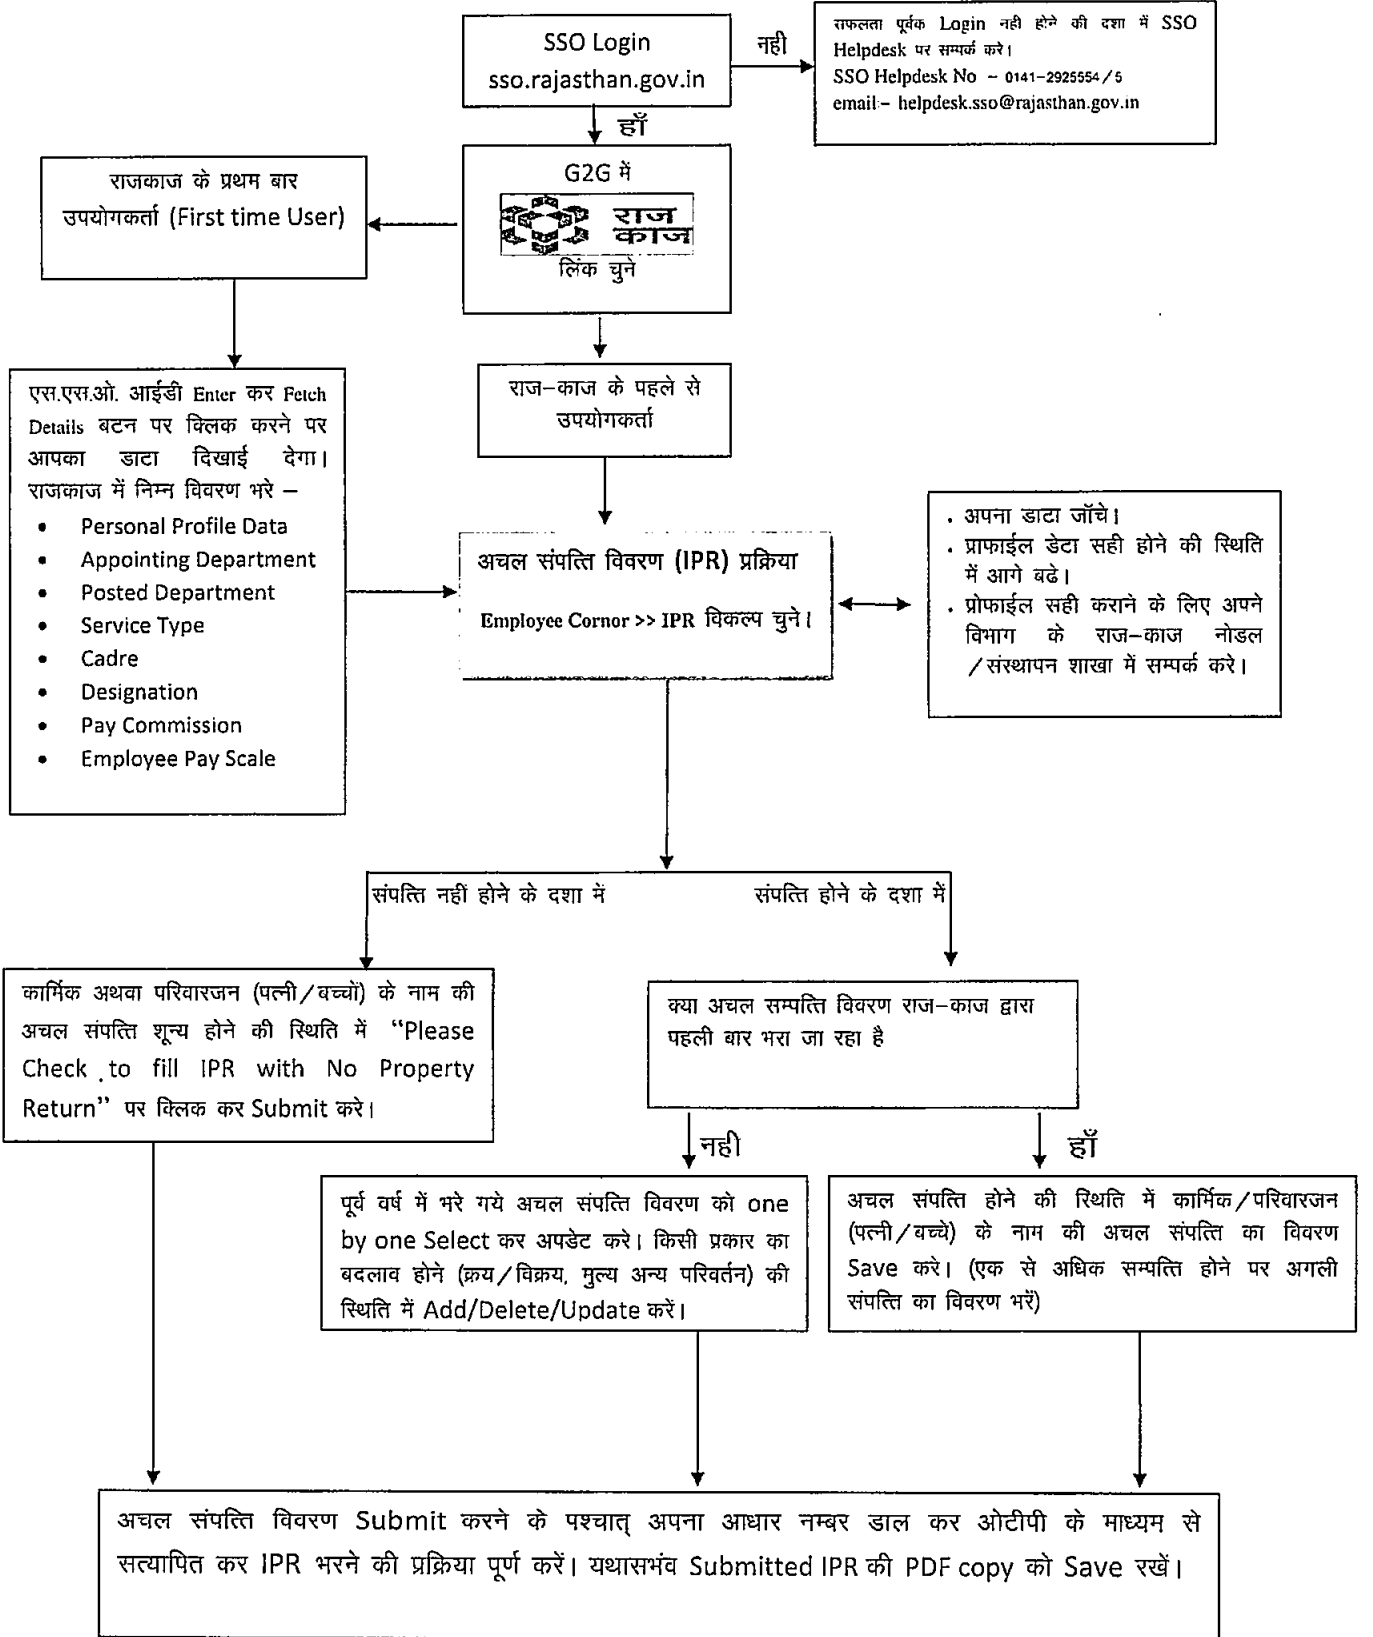 SSO Login
sso.rajasthan.gov.in
नही
सफलता पूर्वक Login नही होने की दशा में SSO
Helpdesk पर सम्पर्क करे।
SSO Helpdesk No – 0141–2925554/5
email:– helpdesk.sso@rajasthan.gov.in
हाँ
G2G में
राज
काज
लिंक चुने
राजकाज के प्रथम बार
उपयोगकर्ता (First time User)
राज–काज के पहले से
उपयोगकर्ता
एस.एस.ओ. आईडी Enter कर Fetch
Details बटन पर क्लिक करने पर
आपका डाटा दिखाई देगा।
राजकाज में निम्न विवरण भरे –
• Personal Profile Data
• Appointing Department
• Posted Department
• Service Type
• Cadre
• Designation
• Pay Commission
• Employee Pay Scale
अचल संपत्ति विवरण (IPR) प्रक्रिया
Employee Cornor >> IPR विकल्प चुने।
. अपना डाटा जॉचे।
. प्राफाईल डेटा सही होने की स्थिति
में आगे बढे।
. प्रोफाईल सही कराने के लिए अपने
विभाग के राज–काज नोडल
/संस्थापन शाखा में सम्पर्क करे।
संपत्ति नहीं होने के दशा में
संपत्ति होने के दशा में
कार्मिक अथवा परिवारजन (पत्नी/बच्चों) के नाम की
अचल संपत्ति शून्य होने की स्थिति में “Please
Check to fill IPR with No Property
Return” पर क्लिक कर Submit करे।
क्या अचल सम्पत्ति विवरण राज–काज द्वारा
पहली बार भरा जा रहा है
नही
हाँ
पूर्व वर्ष में भरे गये अचल संपत्ति विवरण को one
by one Select कर अपडेट करे। किसी प्रकार का
बदलाव होने (क्रय/विक्रय, मुल्य अन्य परिवर्तन) की
स्थिति में Add/Delete/Update करें।
अचल संपत्ति होने की स्थिति में कार्मिक/परिवारजन
(पत्नी/बच्चे) के नाम की अचल संपत्ति का विवरण
Save करे। (एक से अधिक सम्पत्ति होने पर अगली
संपत्ति का विवरण भरें)
अचल संपत्ति विवरण Submit करने के पश्चात् अपना आधार नम्बर डाल कर ओटीपी के माध्यम से
सत्यापित कर IPR भरने की प्रक्रिया पूर्ण करें। यथासभंव Submitted IPR की PDF copy को Save रखें।